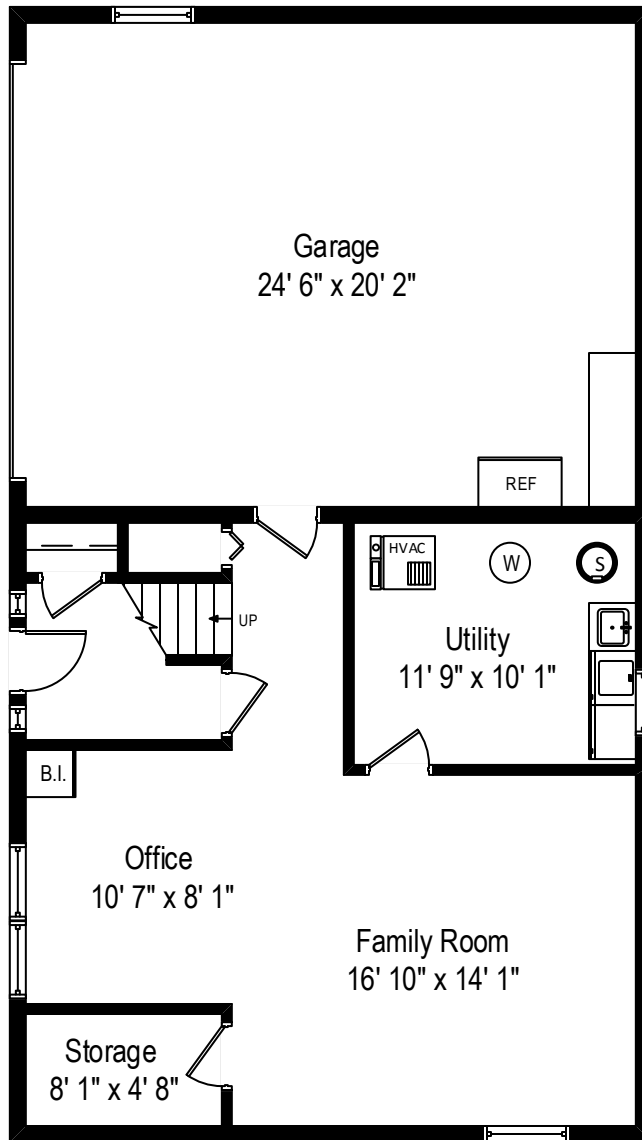 Garage
24' 6" x 20' 2"
REF
HVAC
W
S
UP
Utility
11' 9" x 10' 1"
B.I.
Office
10' 7" x 8' 1"
Family Room
16' 10" x 14' 1"
Storage
8' 1" x 4' 8"